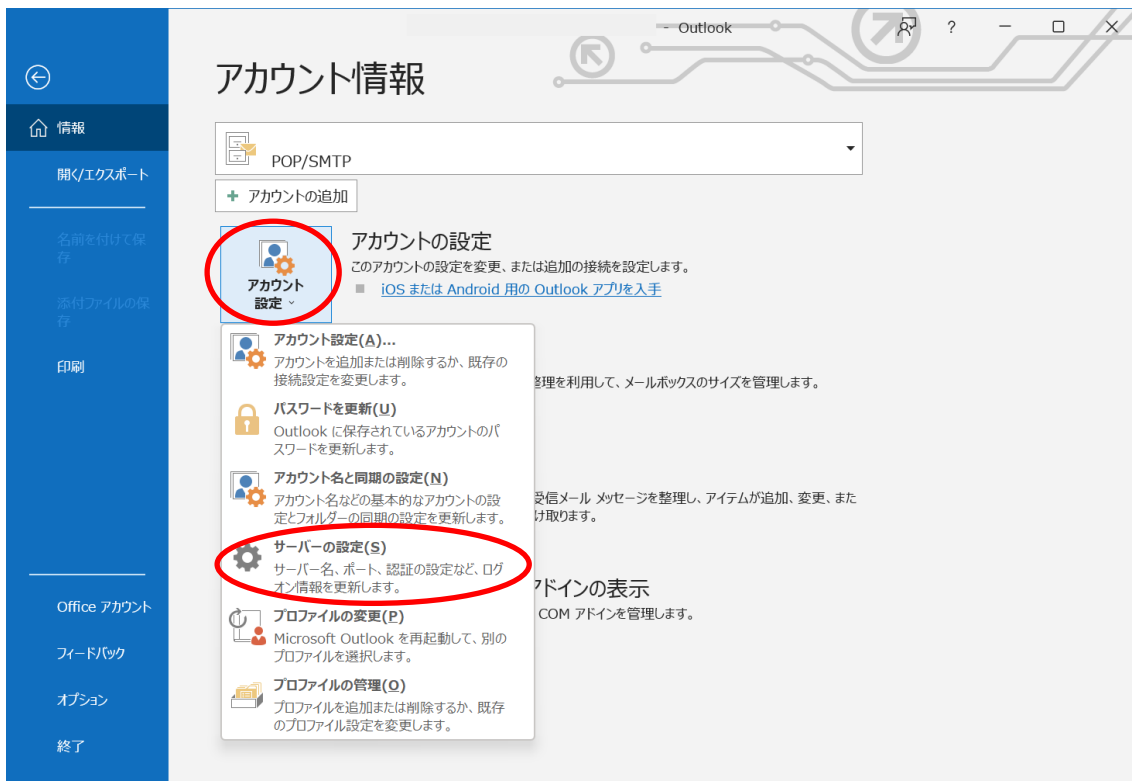 - Outlook
?
アカウント情報
情報
開く/エクスポート
名前を付けて保
存
添付ファイルの保
存
印刷
Office アカウント
フィードバック
オプション
終了
POP/SMTP
+ アカウントの追加
アカウント
設定
アカウントの設定
このアカウントの設定を変更、または追加の接続を設定します。
iOS または Android 用の Outlook アプリを入手
アカウント設定(A)...
アカウントを追加または削除するか、既存の
接続設定を変更します。
整理を利用して、メールボックスのサイズを管理します。
パスワードを更新(U)
Outlook に保存されているアカウントのパ
スワードを更新します。
アカウント名と同期の設定(N)
アカウント名などの基本的なアカウントの設
定とフォルダーの同期の設定を更新します。
受信メール メッセージを整理し、アイテムが追加、変更、また
け取ります。
サーバーの設定(S)
サーバー名、ポート、認証の設定など、ログ
オン情報を更新します。
アドインの表示
COM アドインを管理します。
プロファイルの変更(P)
Microsoft Outlook を再起動して、別の
プロファイルを選択します。
プロファイルの管理(O)
プロファイルを追加または削除するか、既存
のプロファイル設定を変更します。